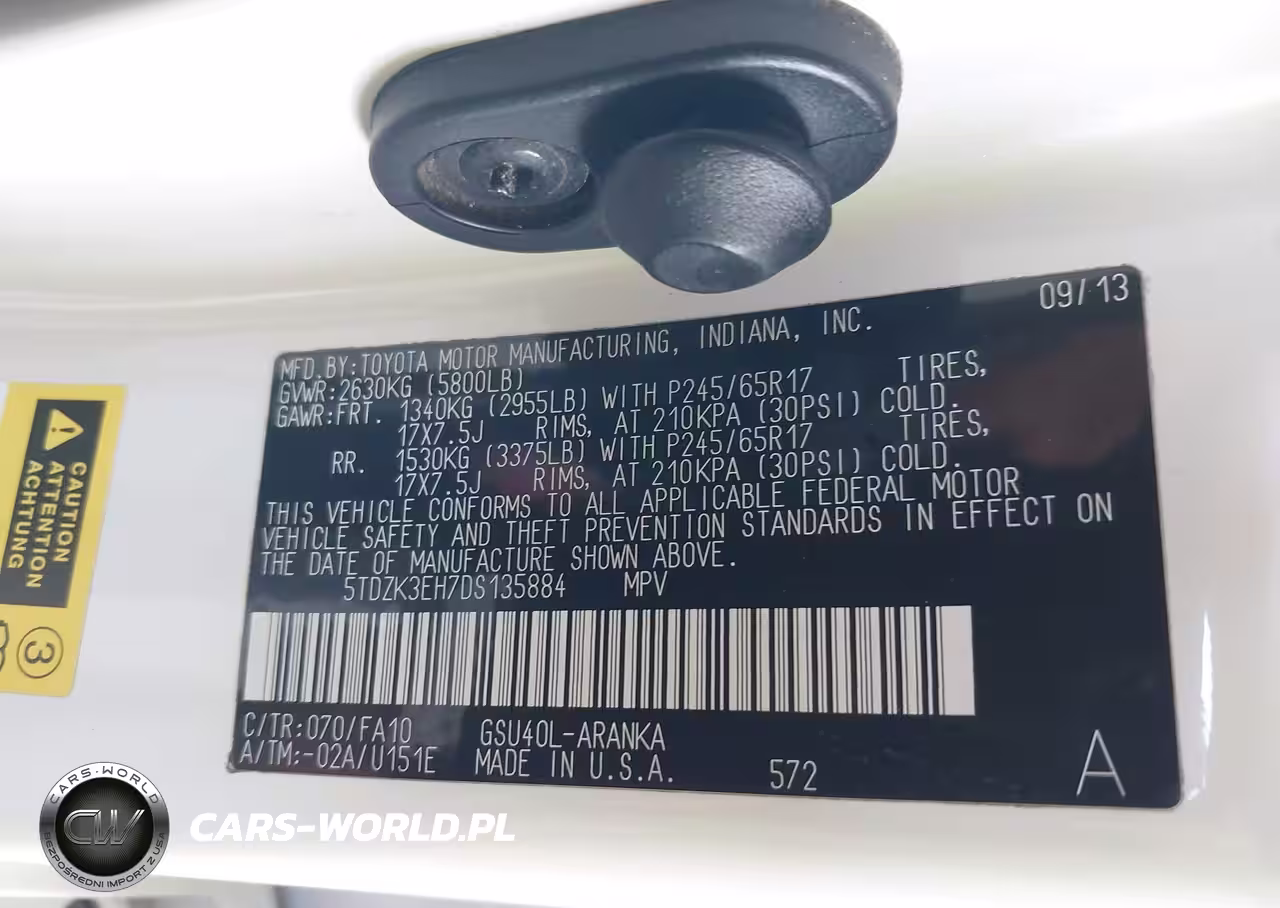 09/13
MFD.BY:TOYOTA MOTOR MANUFACTURING, INDIANA, INC.
GVWR:2630KG (5800LB)
GAWR:FRT. 1340KG (2955LB) WITH P245/65R17 TIRES,
17X7.5J RIMS, AT 210KPA (30PSI) COLD.
RR. 1530KG (3375LB) WITH P245/65R17 TIRES,
17X7.5J RIMS, AT 210KPA (30PSI) COLD.
THIS VEHICLE CONFORMS TO ALL APPLICABLE FEDERAL MOTOR
VEHICLE SAFETY AND THEFT PREVENTION STANDARDS IN EFFECT ON
THE DATE OF MANUFACTURE SHOWN ABOVE.
5TDZK3EH7DS135884 MPV
C/TR:070/FA10 GSU40L-ARANKA
A/TM:-02A/U151E MADE IN U.S.A. 572 A
CAUTION
ATTENTION
ACHTUNG
3
CARS-WORLD
CW
BEZPOŚREDNI IMPORT Z USA
CARS-WORLD.PL